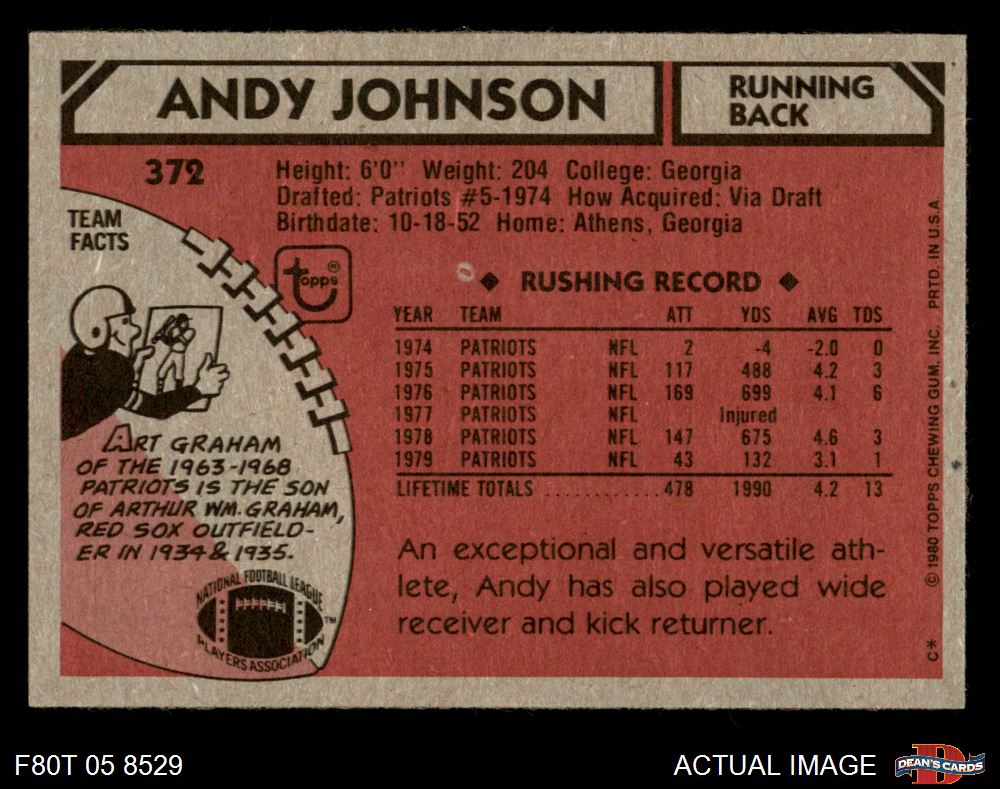 ANDY JOHNSON
RUNNING
BACK
372
Height: 6'0" Weight: 204 College: Georgia
Drafted: Patriots #5-1974 How Acquired: Via Draft
Birthdate: 10-18-52 Home: Athens, Georgia
TEAM
FACTS
topps®
◆ RUSHING RECORD ◆
YEAR TEAM ATT YDS AVG TDS
1974 PATRIOTS NFL 2 -4 -2.0 0
1975 PATRIOTS NFL 117 488 4.2 3
1976 PATRIOTS NFL 169 699 4.1 6
1977 PATRIOTS NFL Injured
1978 PATRIOTS NFL 147 675 4.6 3
1979 PATRIOTS NFL 43 132 3.1 1
LIFETIME TOTALS ............ 478 1990 4.2 13
ART GRAHAM
OF THE 1963-1968
PATRIOTS IS THE SON
OF ARTHUR WM. GRAHAM,
RED SOX OUTFIELD-
ER IN 1934 & 1935.
NATIONAL FOOTBALL LEAGUE
PLAYERS ASSOCIATION
TM
An exceptional and versatile ath-
lete, Andy has also played wide
receiver and kick returner.
C* © 1980 TOPPS CHEWING GUM, INC. PRTD. IN U.S.A.
F80T 05 8529
ACTUAL IMAGE
D
DEAN'S CARDS